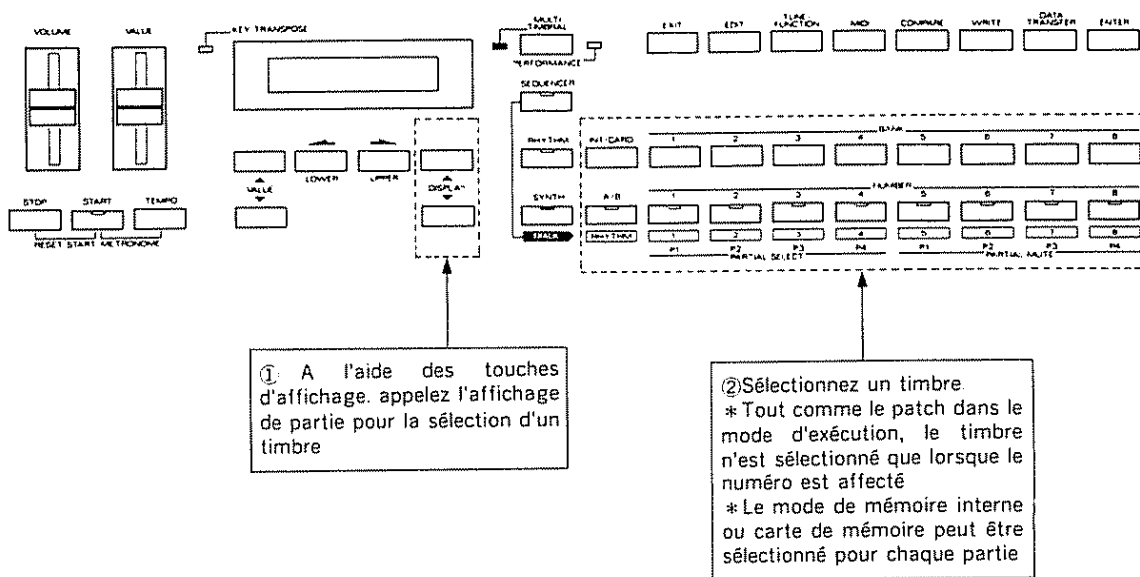 VOLUME VALUE KEY TRANSPOSE MULTI TIMBRAL EXIT EDIT TUNE/FUNCTION MIDI COMPARE WRITE DATA TRANSFER ENTER
PERFORMANCE
SEQUENCER
BANK
RHYTHM INT·CARD 1 2 3 4 5 6 7 8
VALUE LOWER UPPER DISPLAY
NUMBER
STOP START TEMPO SYNTH A/B 1 2 3 4 5 6 7 8
RESET START METRONOME
RHYTHM 1 2 3 4 5 6 7 8
P1 P2 P3 P4 P1 P2 P3 P4
PARTIAL SELECT PARTIAL MUTE
① A l'aide des touches
d'affichage. appelez l'affichage
de partie pour la sélection d'un
timbre
②Sélectionnez un timbre
* Tout comme le patch dans le
mode d'exécution, le timbre
n'est sélectionné que lorsque le
numéro est affecté
* Le mode de mémoire interne
ou carte de mémoire peut être
sélectionné pour chaque partie